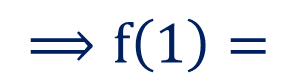 ⟹ f(1) =